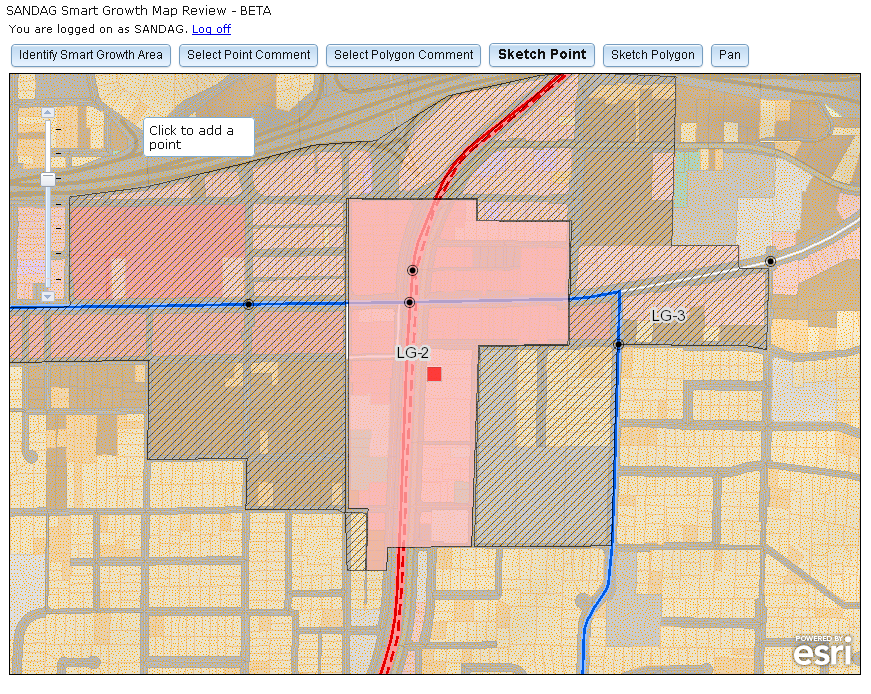 SANDAG Smart Growth Map Review - BETA
You are logged on as SANDAG. Log off
Identify Smart Growth Area Select Point Comment Select Polygon Comment Sketch Point Sketch Polygon Pan
Click to add a
point
LG-3
LG-2
POWERED BY
esri